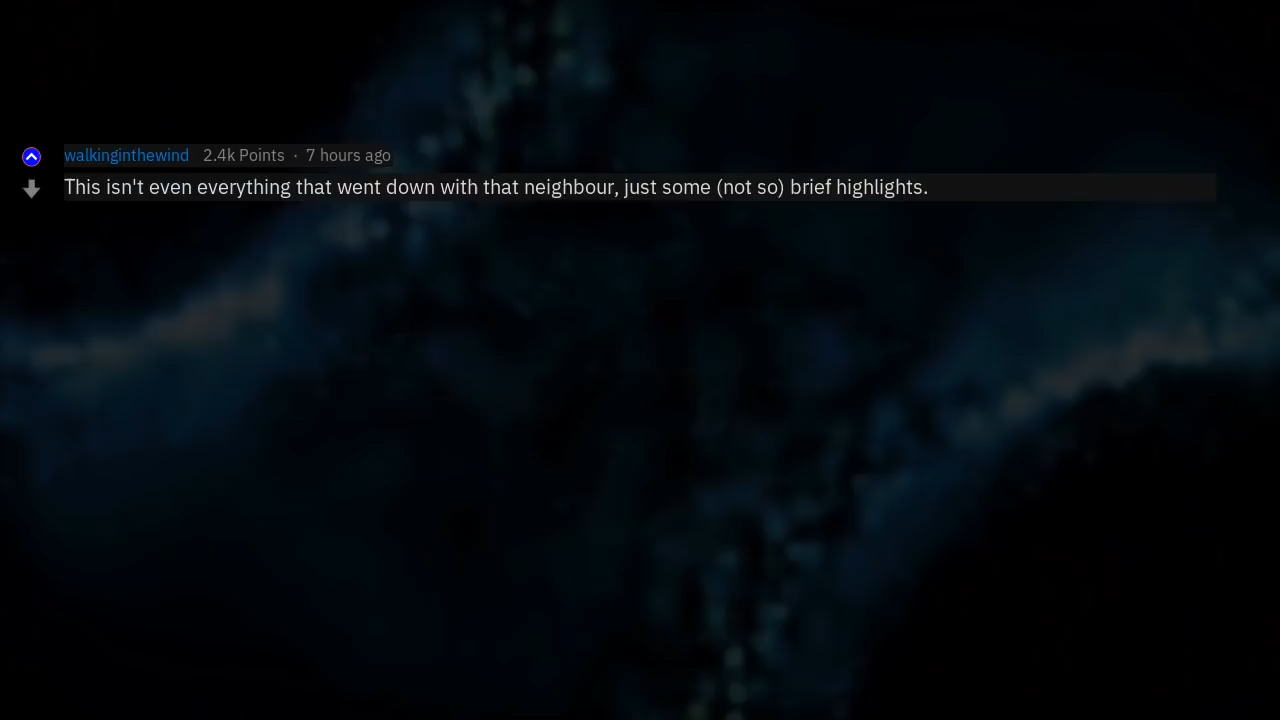 walkinginthewind 2.4k Points · 7 hours ago
This isn't even everything that went down with that neighbour, just some (not so) brief highlights.